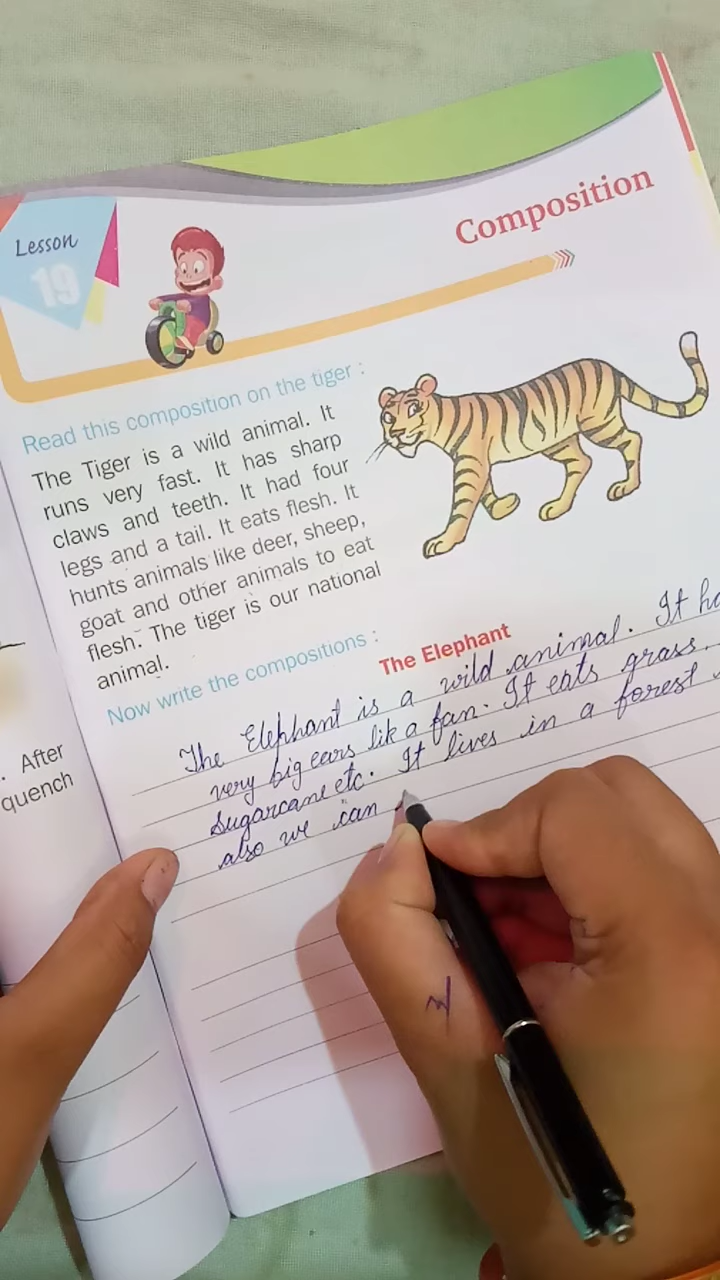 Lesson
19
Composition
Read this composition on the tiger :
The Tiger is a wild animal. It
runs very fast. It has sharp
claws and teeth. It had four
legs and a tail. It eats flesh. It
hunts animals like deer, sheep,
goat and other animals to eat
flesh. The tiger is our national
animal.
Now write the compositions :
The Elephant
The Elephant is a wild animal. It
very big ears like a fan. It eats grass.
Sugarcane etc. It lives in a forest
also we can
. After
quench